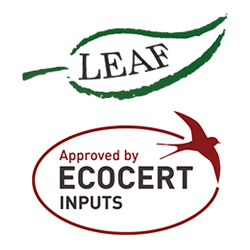 LEAF
Approved by
ECOCERT
INPUTS